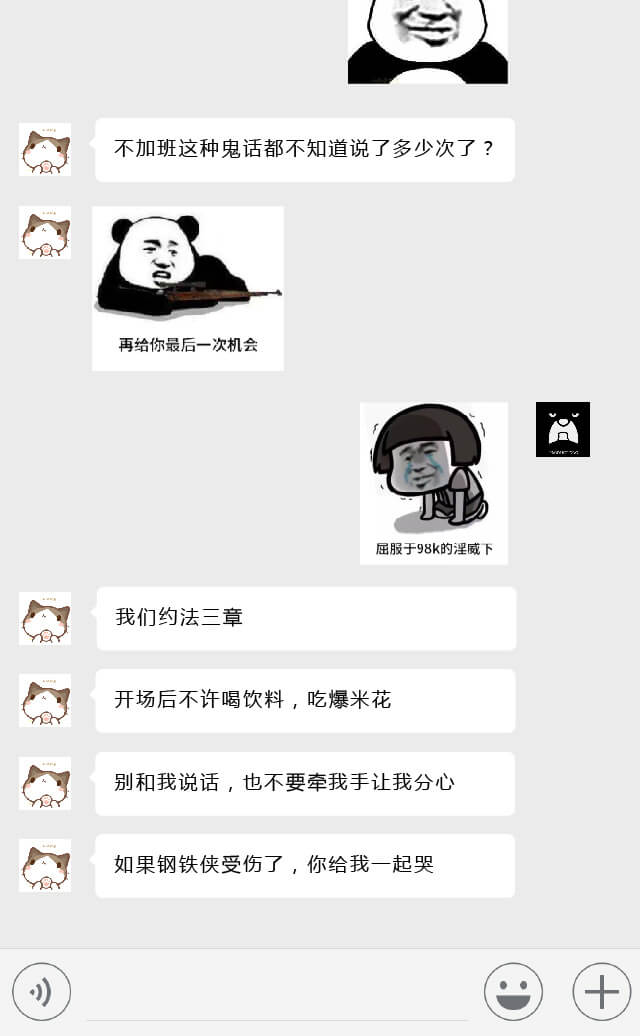 不加班这种鬼话都不知道说了多少次了？
再给你最后一次机会
屈服于98k的淫威下
我们约法三章
开场后不许喝饮料，吃爆米花
别和我说话，也不要牵我手让我分心
如果钢铁侠受伤了，你给我一起哭